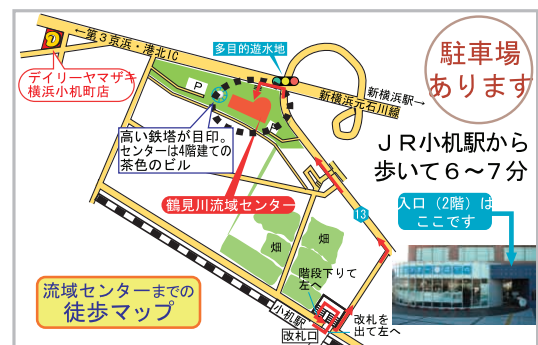 ←第3京浜・港北IC
多目的遊水地
駐車場
あります
デイリーヤマザキ
横浜小机町店
P
新横浜駅→
新横浜元石川線
高い鉄塔が目印。
センターは4階建ての
茶色のビル
P
JR小机駅から
歩いて6～7分
鶴見川流域センター
13
入口（2階）は
ここです
畑
畑
階段下りて
左へ
流域センターまでの
徒歩マップ
小机駅
改札口
改札を
出て左へ